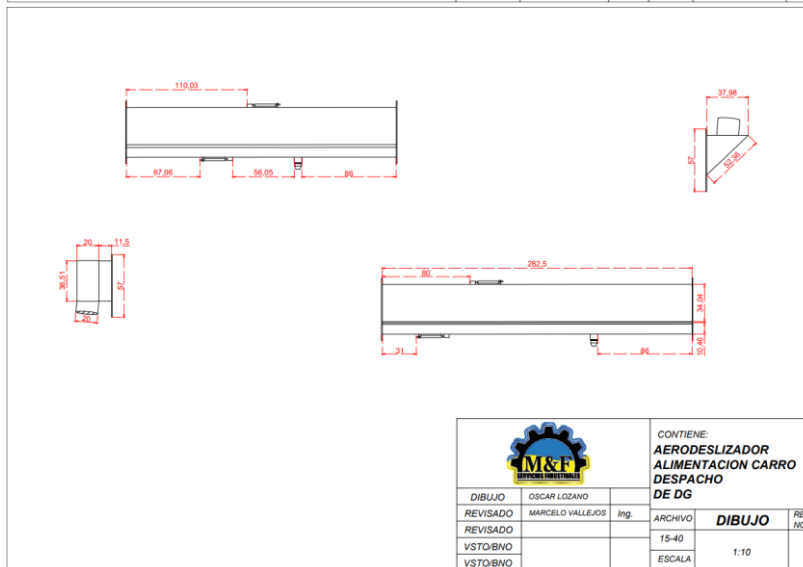 110,03
67,06
56,05
86
37,98
57
52,36
20
11,5
36,51
57
20
282,5
80
34,04
10,46
31
86
M&F
SERVICIOS INDUSTRIALES
CONTIENE:
AERODESLIZADOR
ALIMENTACION CARRO
DESPACHO
DE DG
DIBUJO OSCAR LOZANO
REVISADO MARCELO VALLEJOS Ing.
REVISADO
VSTO/BNO
VSTO/BNO
ARCHIVO DIBUJO
15-40
ESCALA 1:10